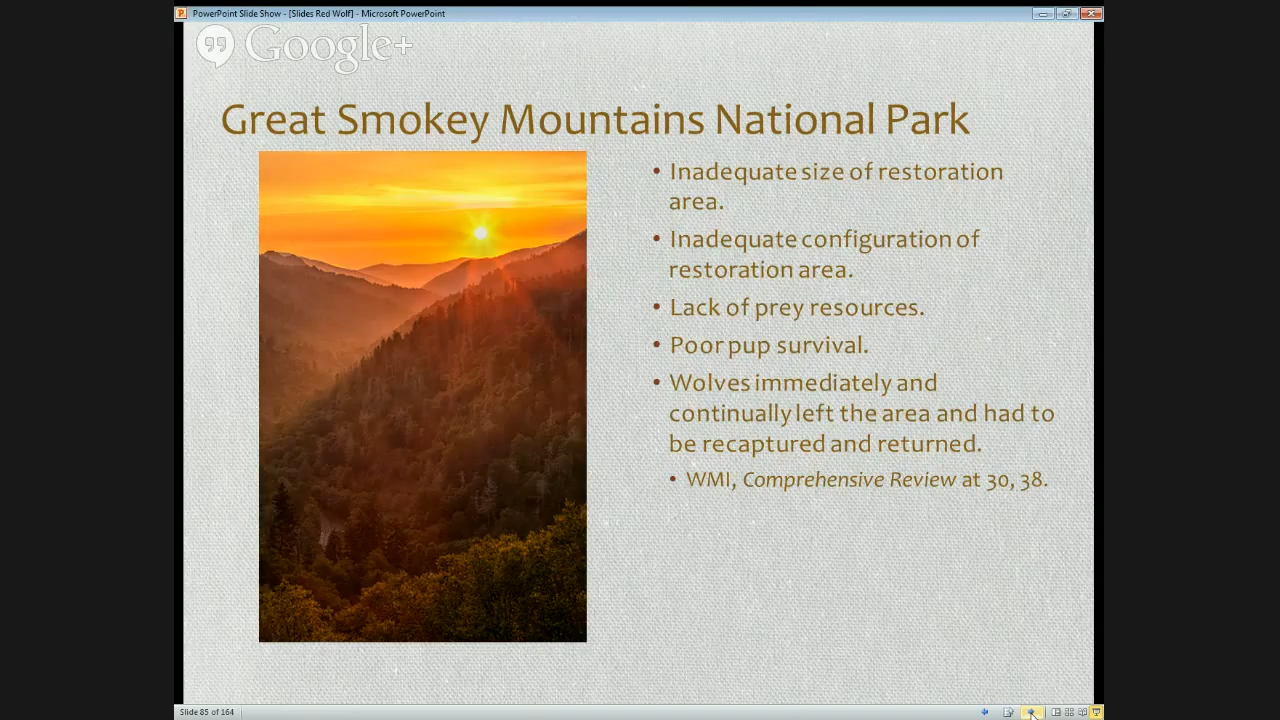 PowerPoint Slide Show - [Slides Red Wolf] - Microsoft PowerPoint
Google+
Great Smokey Mountains National Park
• Inadequate size of restoration
area.
• Inadequate configuration of
restoration area.
• Lack of prey resources.
• Poor pup survival.
• Wolves immediately and
continually left the area and had to
be recaptured and returned.
• WMI, Comprehensive Review at 30, 38.
Slide 85 of 164